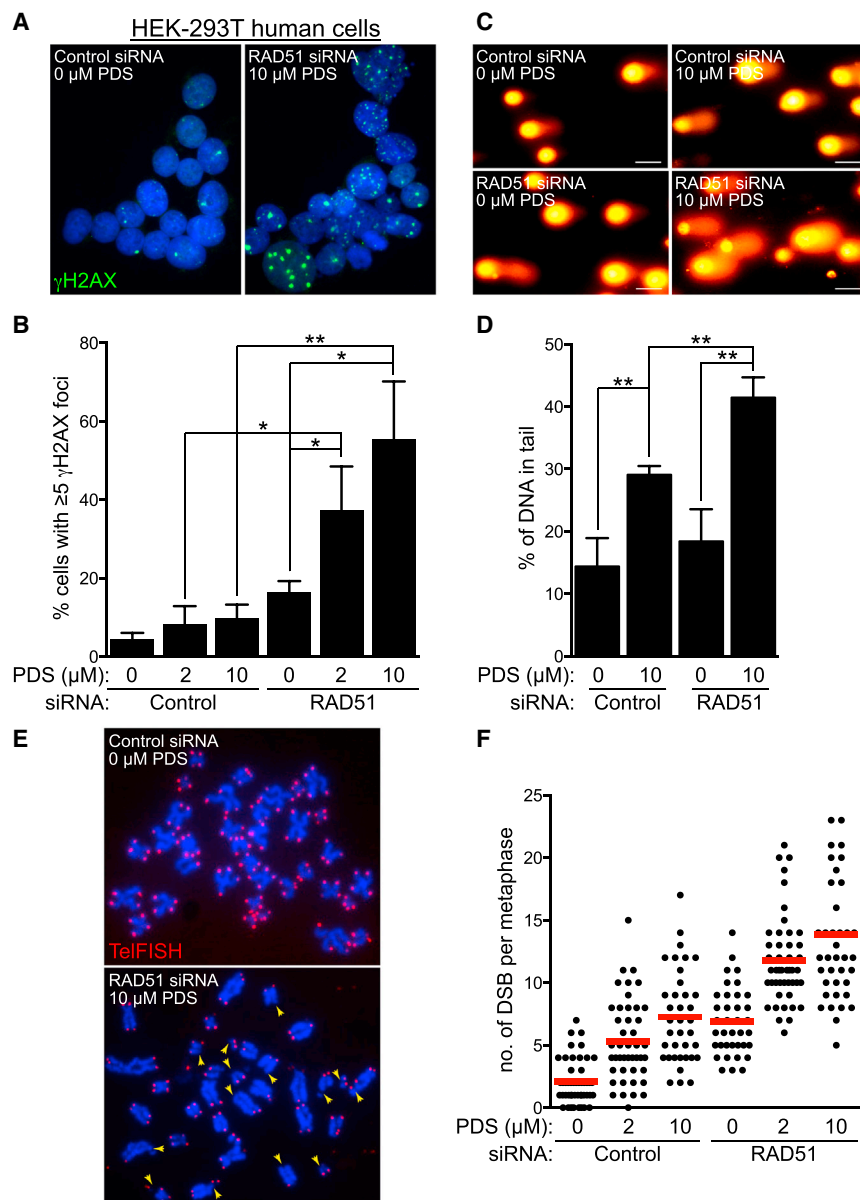 A
HEK-293T human cells
Control siRNA
0 µM PDS
RAD51 siRNA
10 µM PDS
γH2AX
B
% cells with ≥5 γH2AX foci
80
60
40
20
0
**
*
*
*
PDS (µM):
0
2
10
0
2
10
siRNA:
Control
RAD51
C
Control siRNA
0 µM PDS
Control siRNA
10 µM PDS
RAD51 siRNA
0 µM PDS
RAD51 siRNA
10 µM PDS
D
% of DNA in tail
50
40
30
20
10
0
**
**
**
PDS (µM):
0
10
0
10
siRNA:
Control
RAD51
E
Control siRNA
0 µM PDS
TelFISH
RAD51 siRNA
10 µM PDS
F
no. of DSB per metaphase
25
20
15
10
5
0
PDS (µM):
0
2
10
0
2
10
siRNA:
Control
RAD51